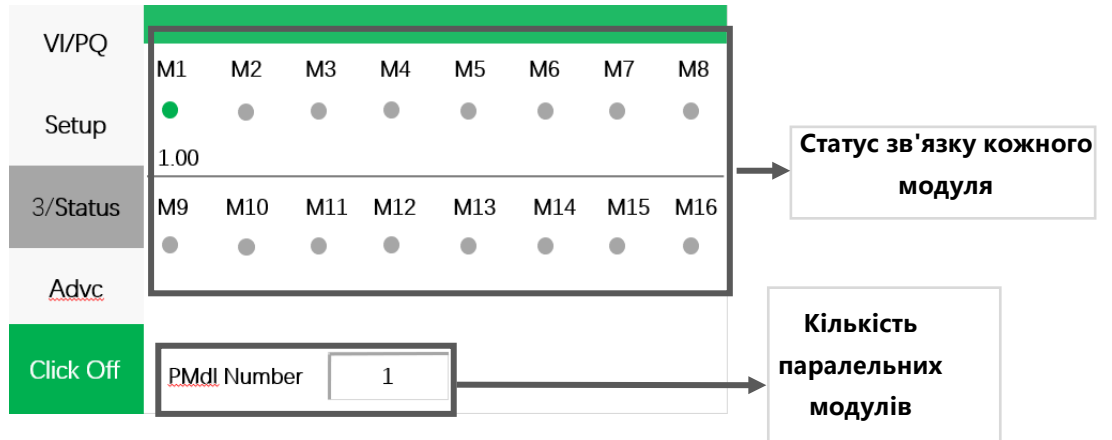 VI/PQ
Setup
3/Status
Advc
Click Off
M1 M2 M3 M4 M5 M6 M7 M8
1.00
M9 M10 M11 M12 M13 M14 M15 M16
PMdl Number 1
Статус зв'язку кожного
модуля
Кількість
паралельних
модулів